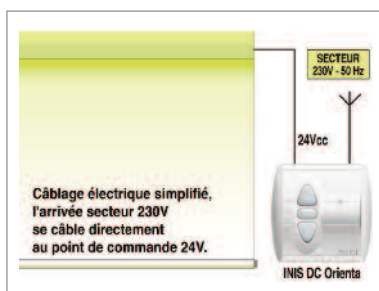 SECTEUR
230V - 50 Hz
24Vcc
Câblage électrique simplifié,
l'arrivée secteur 230V
se câble directement
au point de commande 24V.
INIS DC Orienta